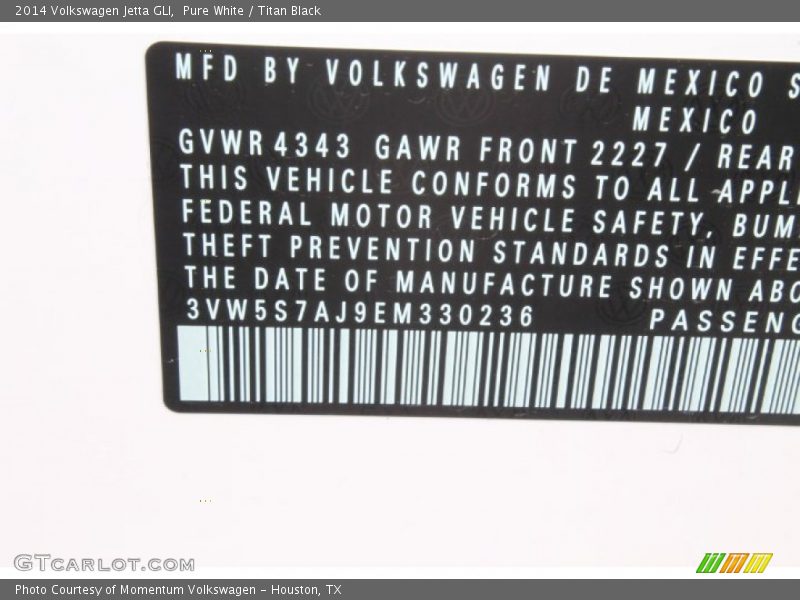 2014 Volkswagen Jetta GLI,  Pure White / Titan Black
MFD BY VOLKSWAGEN DE MEXICO S
MEXICO
GVWR 4343 GAWR FRONT 2227 / REAR
THIS VEHICLE CONFORMS TO ALL APPLI
FEDERAL MOTOR VEHICLE SAFETY, BUM
THEFT PREVENTION STANDARDS IN EFFE
THE DATE OF MANUFACTURE SHOWN ABO
3VW5S7AJ9EM330236 PASSENG
GTCARLOT.COM
Photo Courtesy of Momentum Volkswagen - Houston, TX